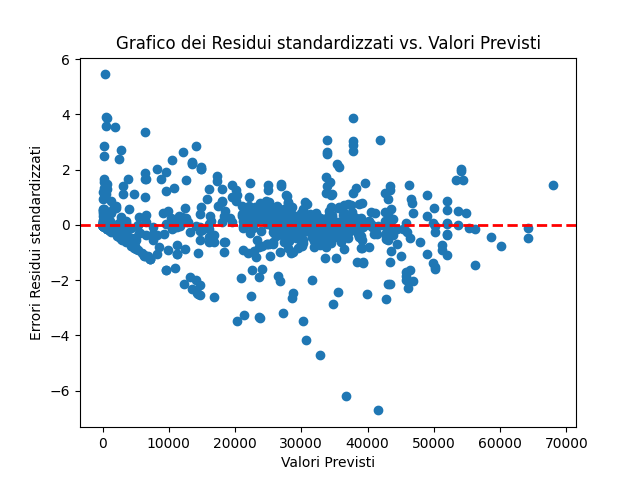 Grafico dei Residui standardizzati vs. Valori Previsti
6
4
2
0
−2
−4
−6
Errori Residui standardizzati
0 10000 20000 30000 40000 50000 60000 70000
Valori Previsti